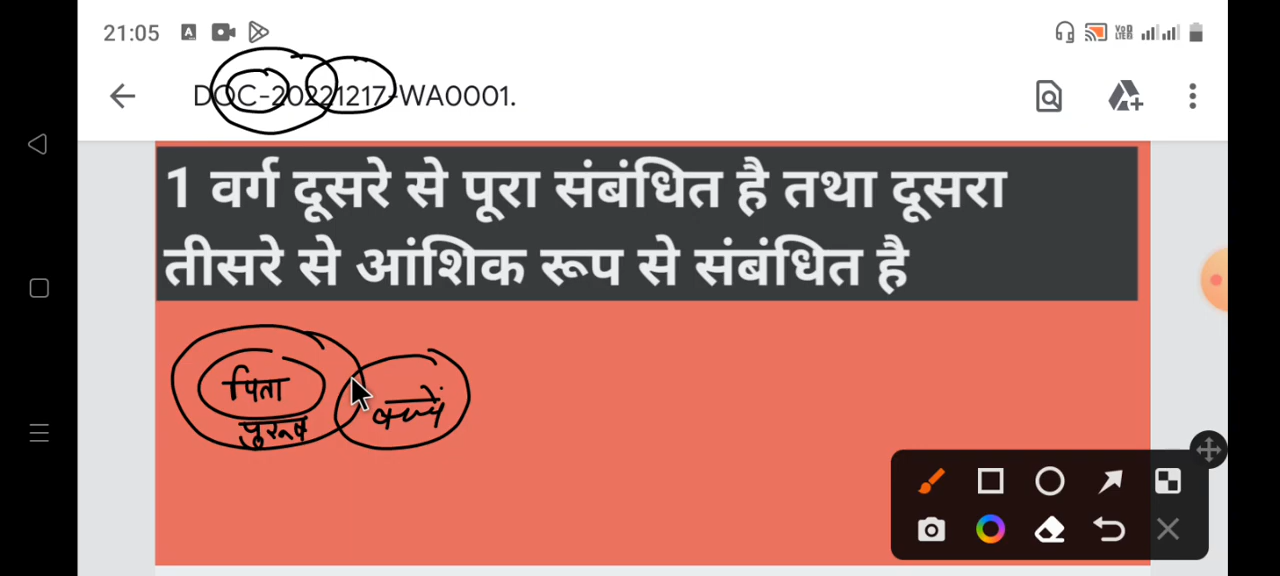 21:05
DOC-20221217-WA0001.
1 वर्ग दूसरे से पूरा संबंधित है तथा दूसरा
तीसरे से आंशिक रूप से संबंधित है
पिता
पुरुष
बच्चें